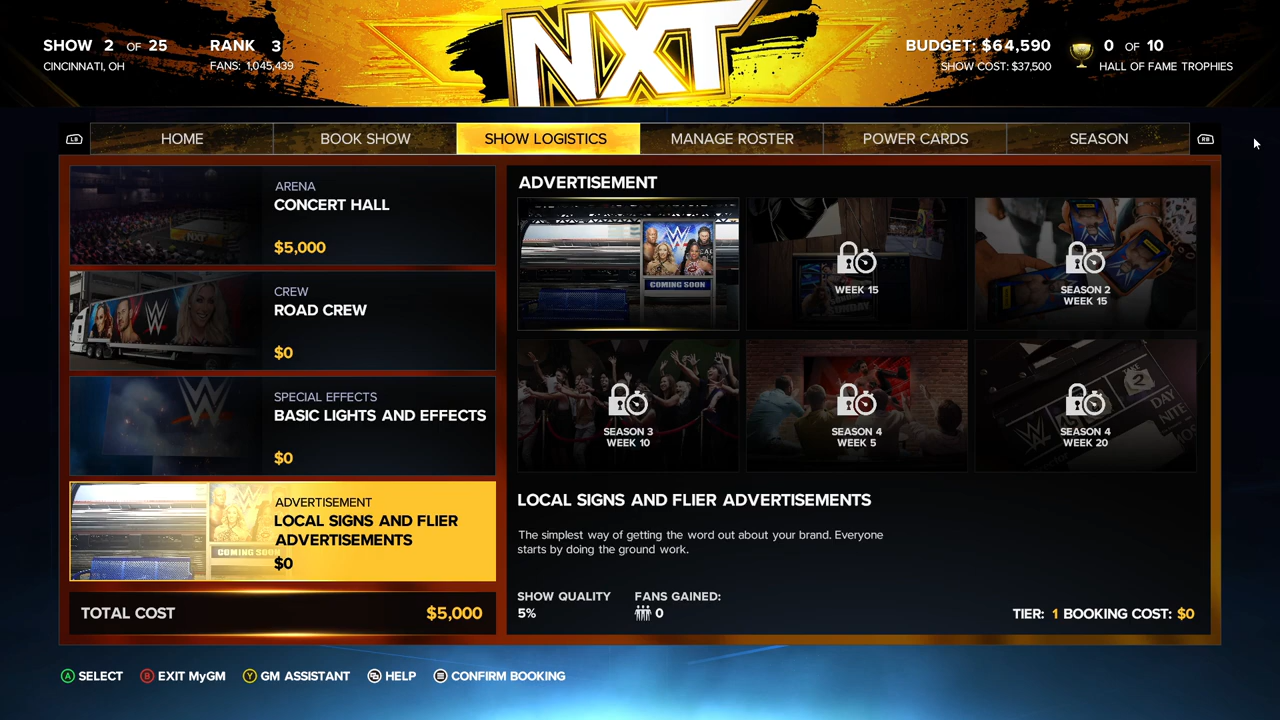 SHOW 2 OF 25
CINCINNATI, OH
RANK 3
FANS: 1,045,439
NXT
BUDGET: $64,590
SHOW COST: $37,500
0 OF 10
HALL OF FAME TROPHIES
LB
HOME
BOOK SHOW
SHOW LOGISTICS
MANAGE ROSTER
POWER CARDS
SEASON
RB
ARENA
CONCERT HALL
$5,000
CREW
ROAD CREW
$0
SPECIAL EFFECTS
BASIC LIGHTS AND EFFECTS
$0
ADVERTISEMENT
LOCAL SIGNS AND FLIER
ADVERTISEMENTS
$0
COMING SOON
TOTAL COST
$5,000
ADVERTISEMENT
COMING SOON
WEEK 15
SEASON 2
WEEK 15
SEASON 3
WEEK 10
SEASON 4
WEEK 5
SEASON 4
WEEK 20
LOCAL SIGNS AND FLIER ADVERTISEMENTS
The simplest way of getting the word out about your brand. Everyone
starts by doing the ground work.
SHOW QUALITY
5%
FANS GAINED:
0
TIER: 1 BOOKING COST: $0
A SELECT
B EXIT MyGM
Y GM ASSISTANT
HELP
CONFIRM BOOKING